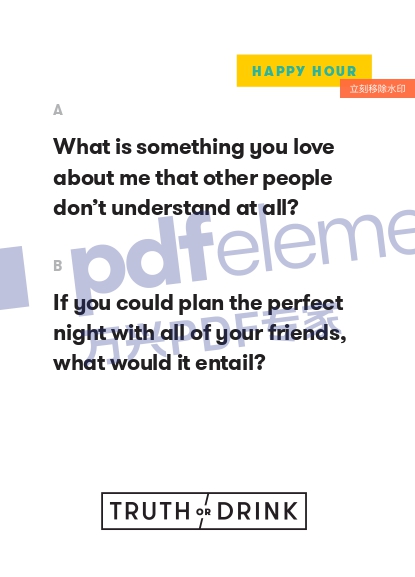 HAPPY HOUR
立刻移除水印
A
What is something you love
about me that other people
don't understand at all?
pdfeleme
B
If you could plan the perfect
night with all of your friends,
what would it entail?
万兴PDF专家
TRUTH OR DRINK